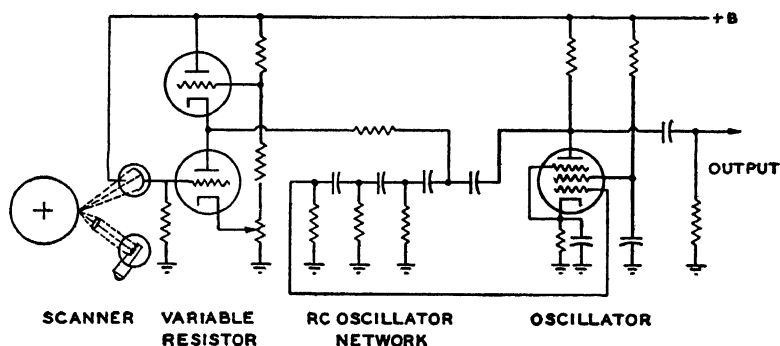 +B
OUTPUT
SCANNER VARIABLE RESISTOR
RC OSCILLATOR NETWORK
OSCILLATOR